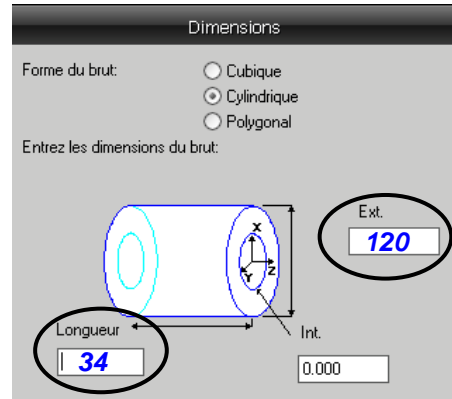 Dimensions
Forme du brut:
Cubique
Cylindrique
Polygonal
Entrez les dimensions du brut:
Ext.
120
X
Y Z
Longueur
34
Int.
0.000